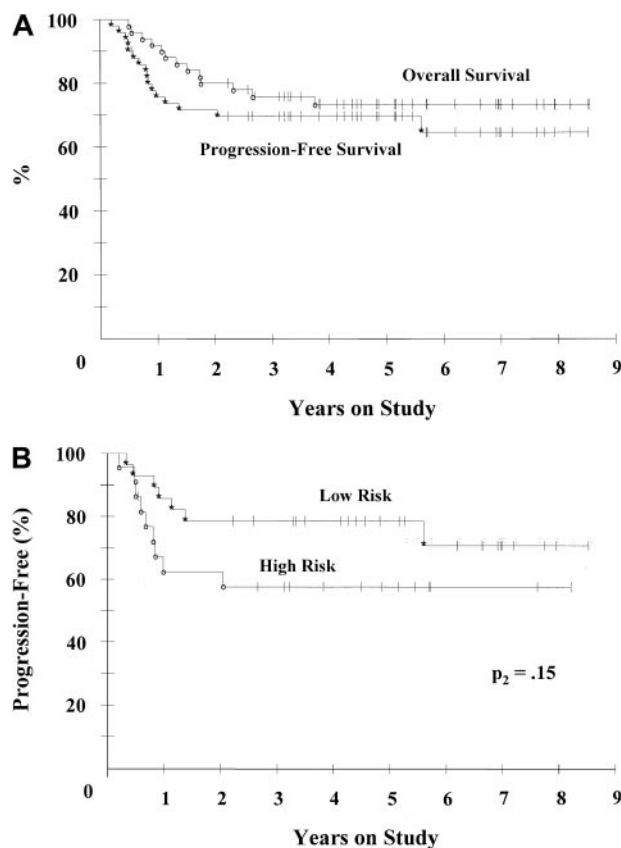 A
100
80
60
40
20
0
%
Overall Survival
Progression-Free Survival
1 2 3 4 5 6 7 8 9
Years on Study
B
100
80
60
40
20
0
Progression-Free (%)
Low Risk
High Risk
p2 = .15
1 2 3 4 5 6 7 8 9
Years on Study